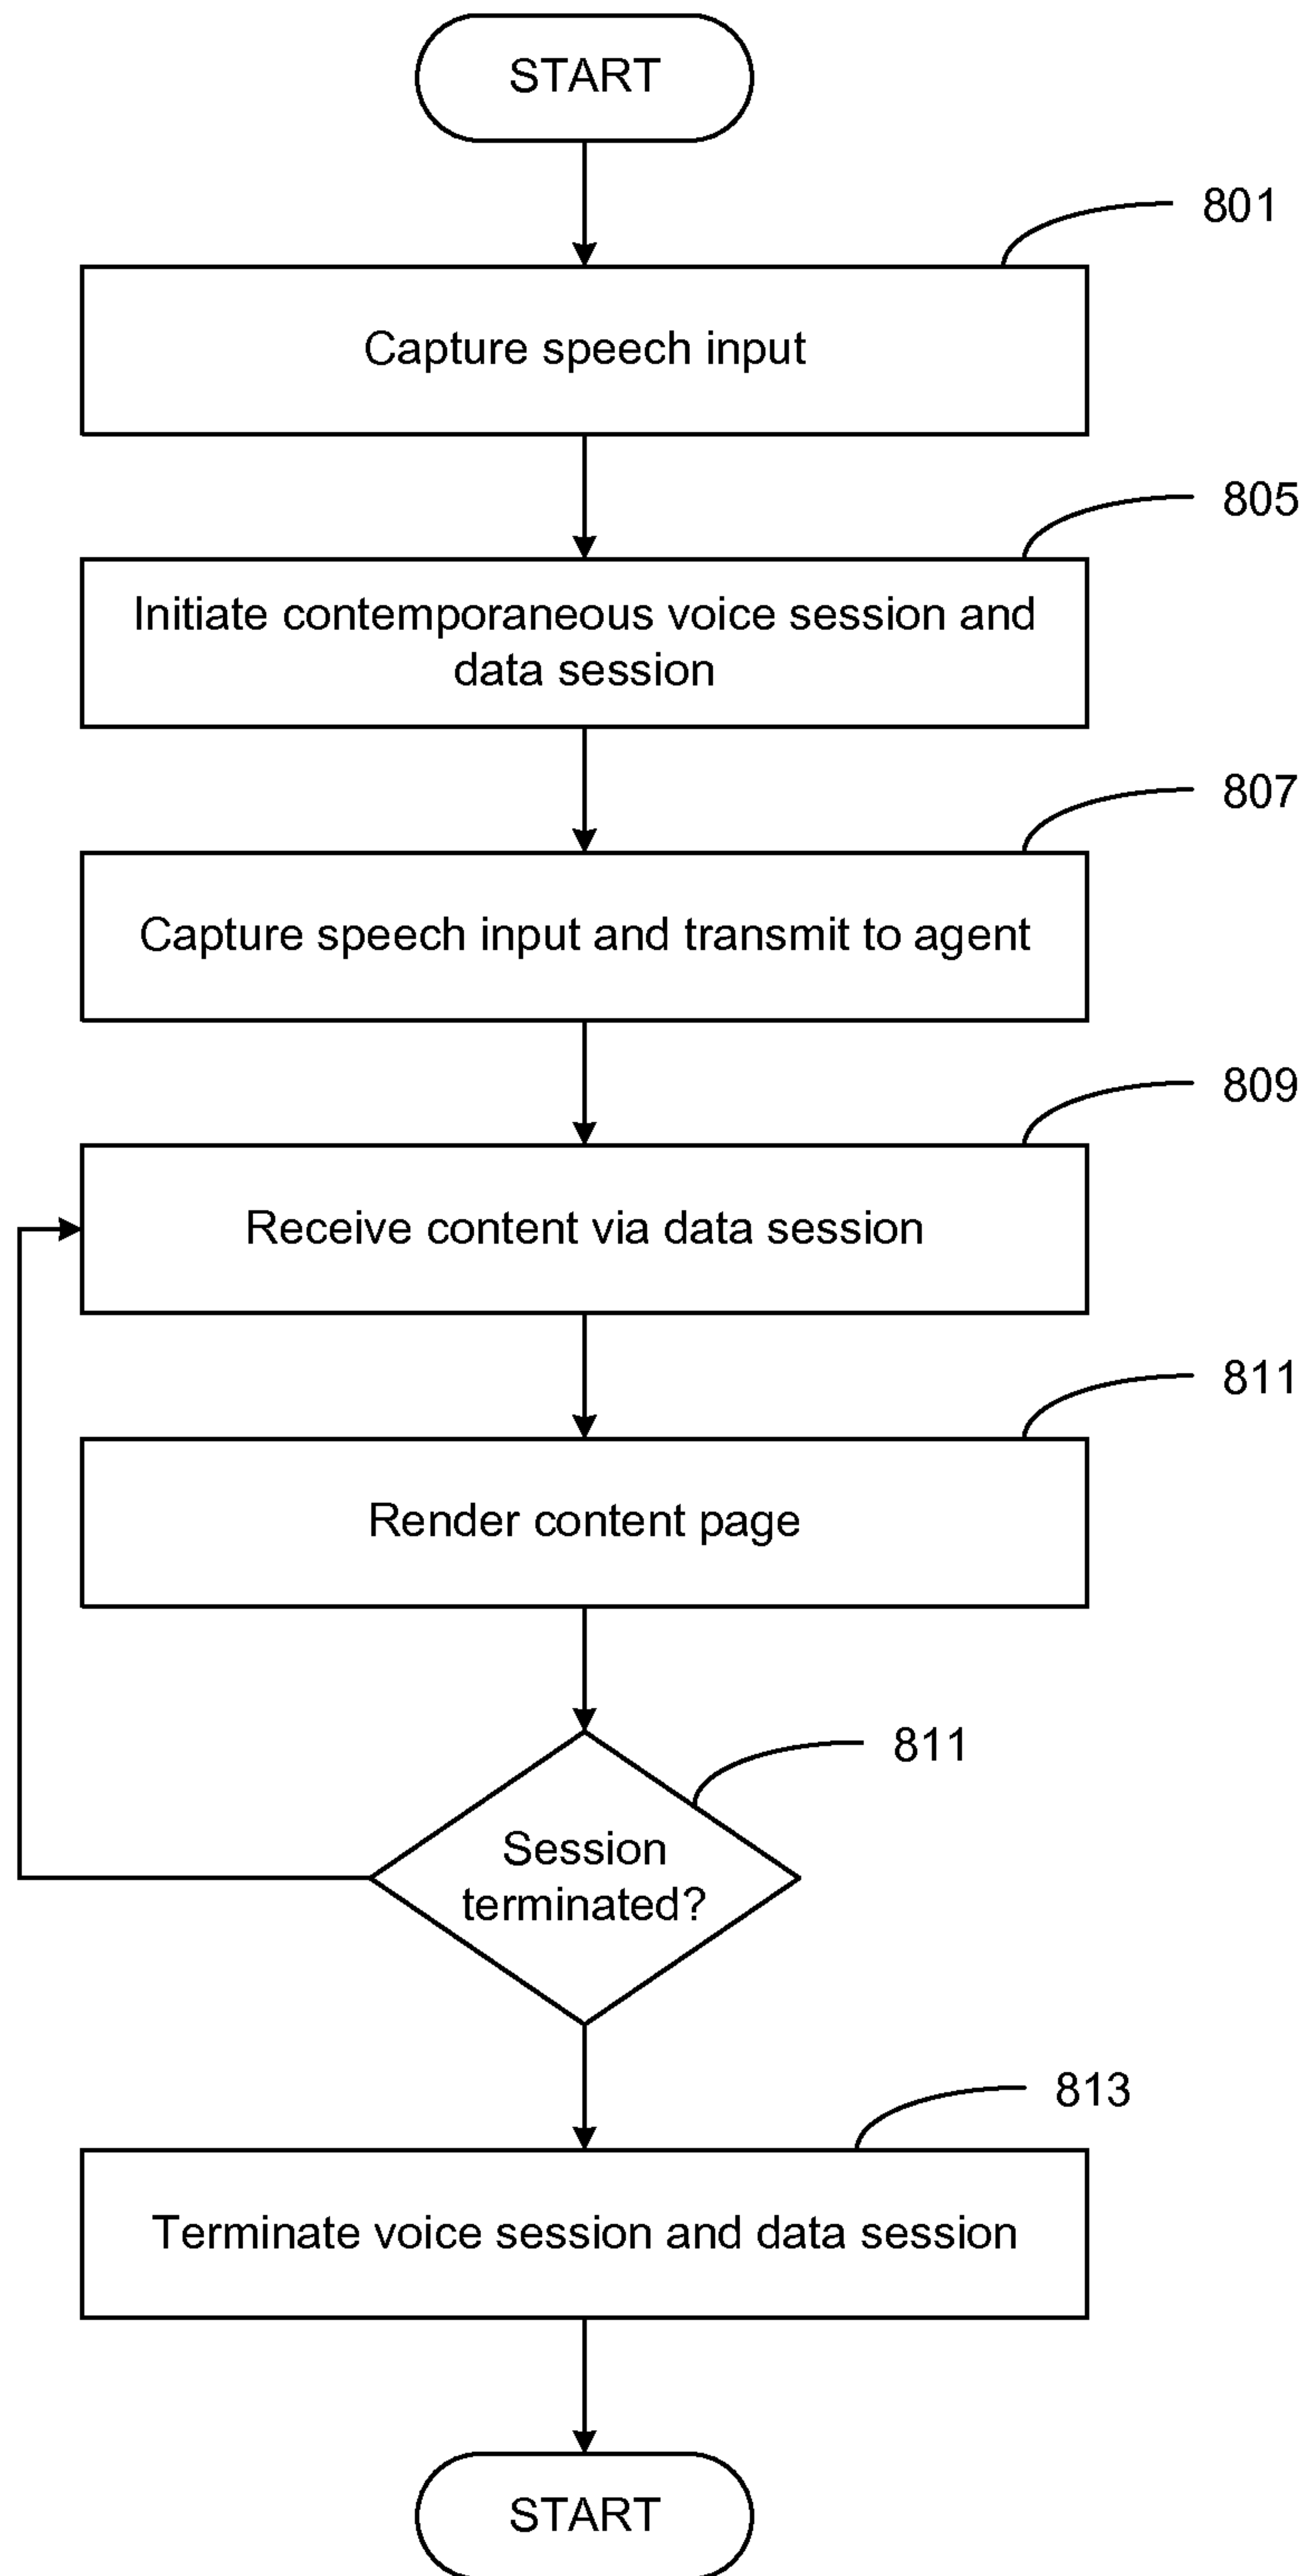 START
801
Capture speech input
805
Initiate contemporaneous voice session and
data session
807
Capture speech input and transmit to agent
809
Receive content via data session
811
Render content page
811
Session
terminated?
813
Terminate voice session and data session
START